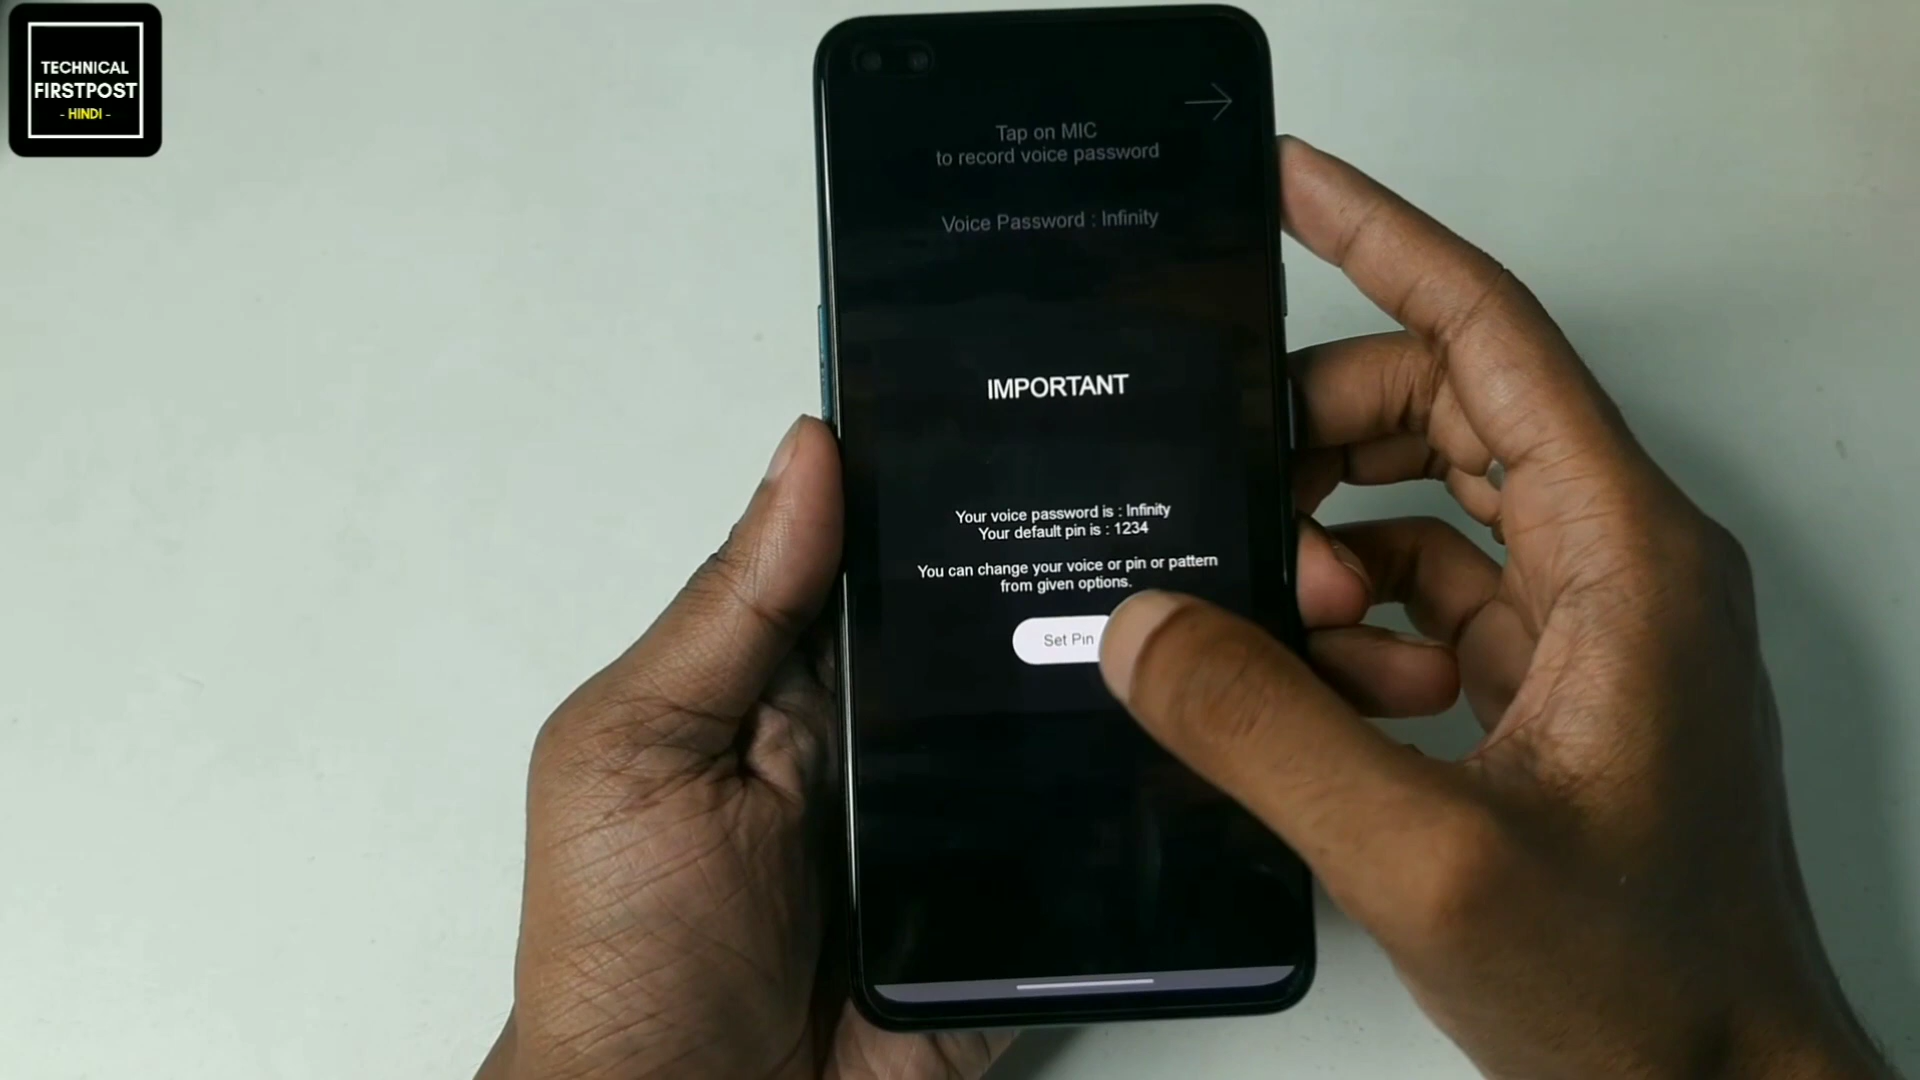 TECHNICAL
FIRSTPOST
- HINDI -
Tap on MIC
to record voice password
Voice Password : Infinity
IMPORTANT
Your voice password is : Infinity
Your default pin is : 1234
You can change your voice or pin or pattern
from given options.
Set Pin